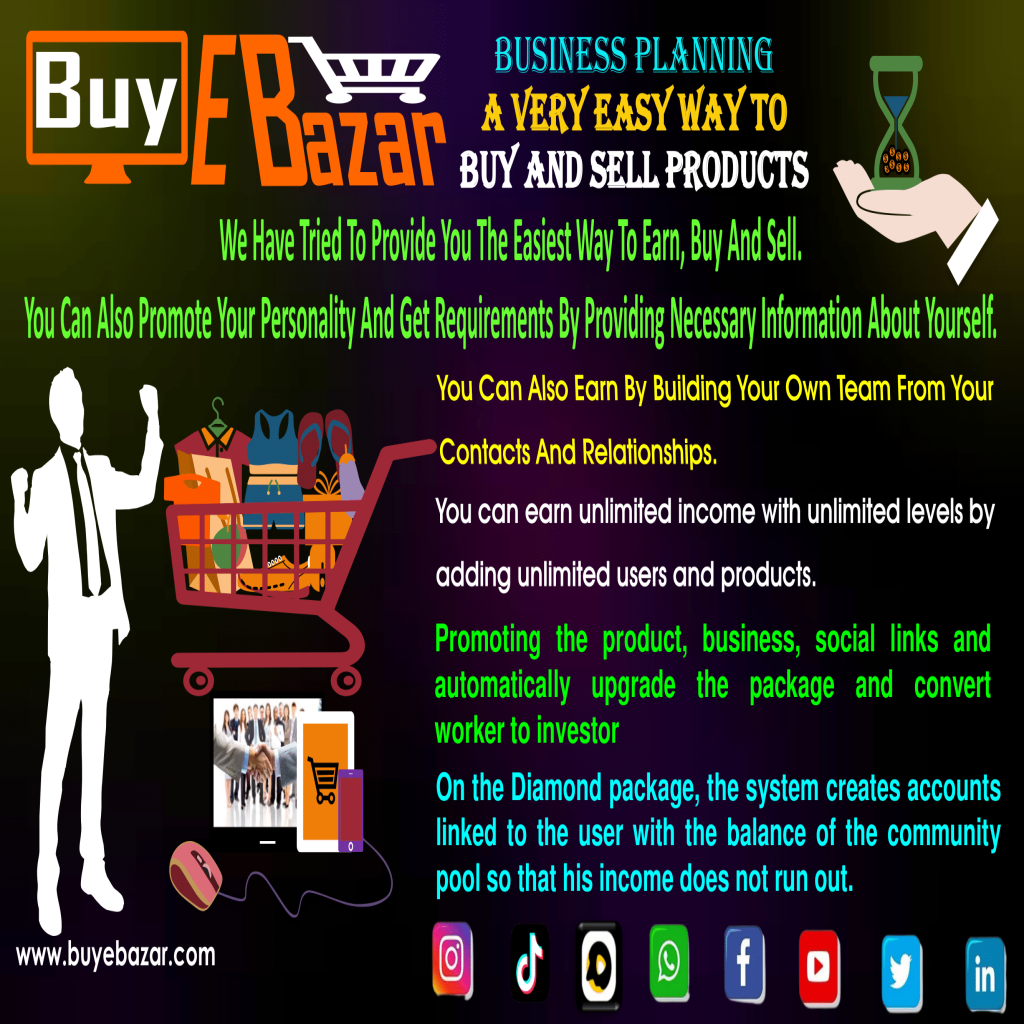 Buy E Bazar
BUSINESS PLANNING
A VERY EASY WAY TO
BUY AND SELL PRODUCTS
We Have Tried To Provide You The Easiest Way To Earn, Buy And Sell.
You Can Also Promote Your Personality And Get Requirements By Providing Necessary Information About Yourself.
You Can Also Earn By Building Your Own Team From Your
Contacts And Relationships.
You can earn unlimited income with unlimited levels by
adding unlimited users and products.
Promoting the product, business, social links and
automatically upgrade the package and convert
worker to investor
On the Diamond package, the system creates accounts
linked to the user with the balance of the community
pool so that his income does not run out.
www.buyebazar.com